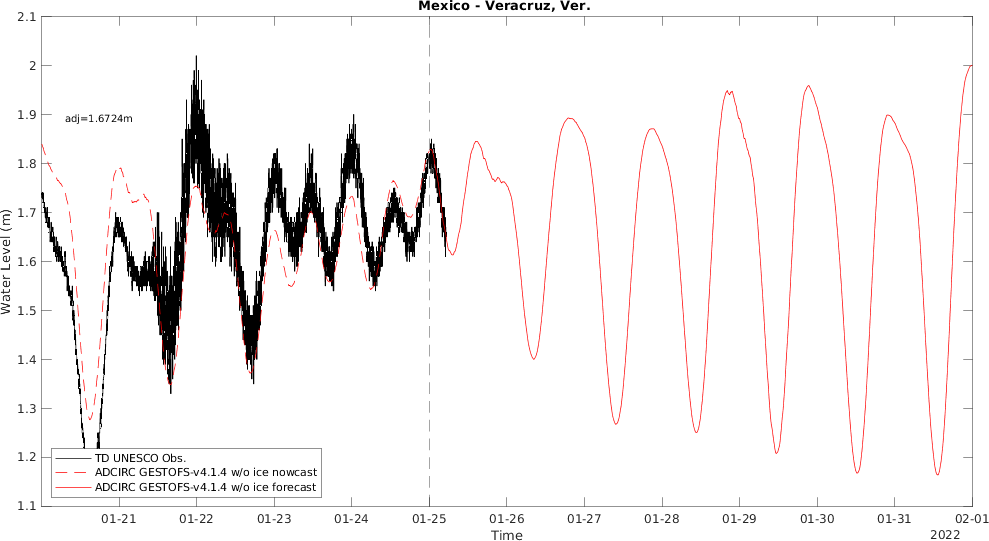 Mexico - Veracruz, Ver.
2.1
2
1.9
1.8
1.7
1.6
1.5
1.4
1.3
1.2
1.1
Water Level (m)
adj=1.6724m
TD UNESCO Obs.
ADCIRC GESTOFS-v4.1.4 w/o ice nowcast
ADCIRC GESTOFS-v4.1.4 w/o ice forecast
01-21 01-22 01-23 01-24 01-25 01-26 01-27 01-28 01-29 01-30 01-31 02-01
Time
2022